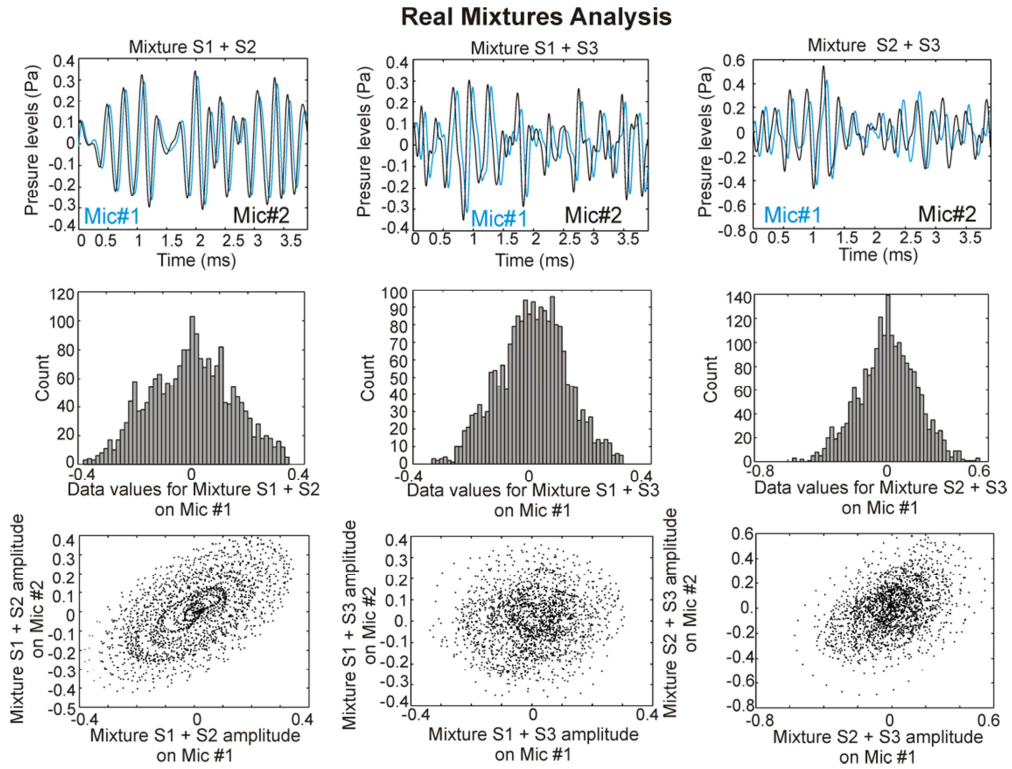 Real Mixtures Analysis
Mixture S1 + S2
Presure levels (Pa)
0.4
0.3
0.2
0.1
0
-0.1
-0.2
-0.3
-0.4
Mic#1
Mic#2
0 0.5 1 1.5 2 2.5 3 3.5
Time (ms)
Mixture S1 + S3
Presure levels (Pa)
0.4
0.3
0.2
0.1
0
-0.1
-0.2
-0.3
-0.4
Mic#1
Mic#2
0 0.5 1 1.5 2 2.5 3 3.5
Time (ms)
Mixture S2 + S3
Presure levels (Pa)
0.6
0.4
0.2
0
-0.2
-0.4
-0.6
-0.8
Mic#1
Mic#2
0 0.5 1 1.5 2 2.5 3 3.5
Time (ms)
Count
120
100
80
60
40
20
0
-0.4 0 0.4
Data values for Mixture S1 + S2
on Mic #1
Count
100
90
80
70
60
50
40
30
20
10
0
-0.4 0 0.4
Data values for Mixture S1 + S3
on Mic #1
Count
140
120
100
80
60
40
20
0
-0.8 0 0.6
Data values for Mixture S2 + S3
on Mic #1
Mixture S1 + S2 amplitude
on Mic #2
0.4
0.3
0.2
0.1
0
-0.1
-0.2
-0.3
-0.4
-0.5
-0.4 0 0.4
Mixture S1 + S2 amplitude
on Mic #1
Mixture S1 + S3 amplitude
on Mic #2
0.4
0.3
0.2
0.1
0
-0.1
-0.2
-0.3
-0.4
-0.4 0 0.4
Mixture S1 + S3 amplitude
on Mic #1
Mixture S2 + S3 amplitude
on Mic #2
0.6
0.4
0.2
0
-0.2
-0.4
-0.6
-0.8
-0.8 0 0.6
Mixture S2 + S3 amplitude
on Mic #1